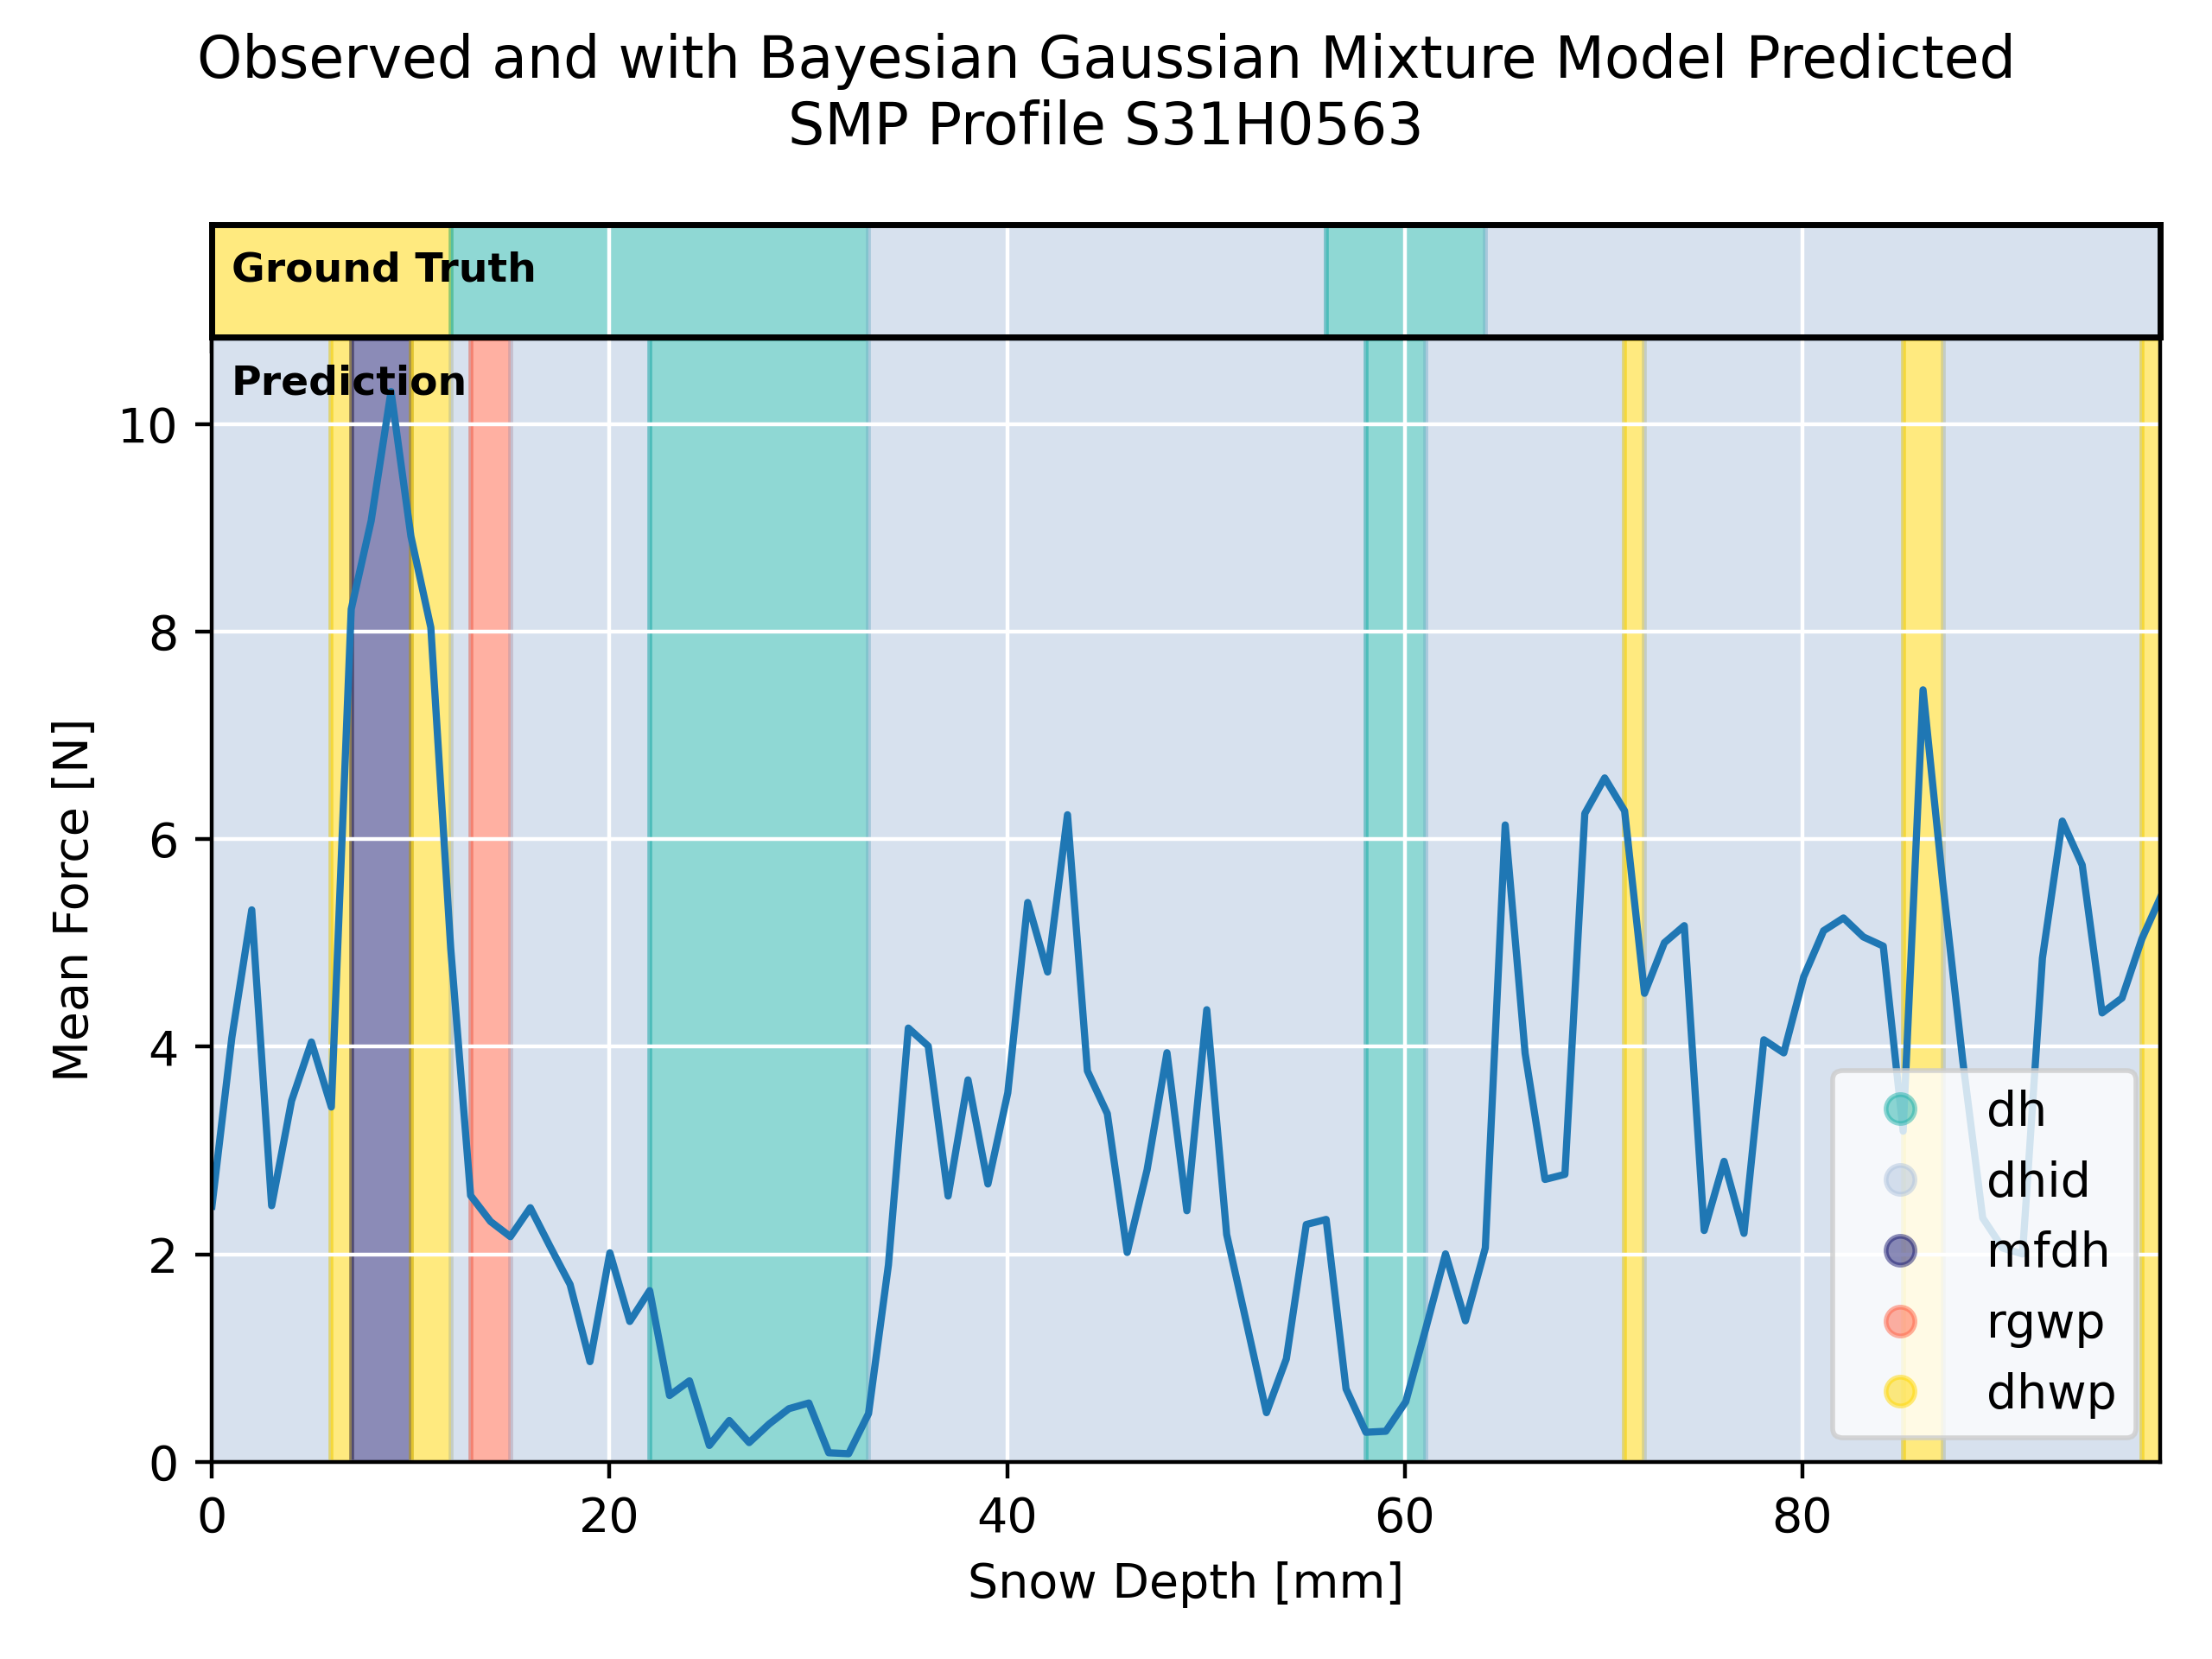 Observed and with Bayesian Gaussian Mixture Model Predicted
SMP Profile S31H0563
Ground Truth
Prediction
10
8
6
4
2
0
Mean Force [N]
dh
dhid
mfdh
rgwp
dhwp
0 20 40 60 80
Snow Depth [mm]